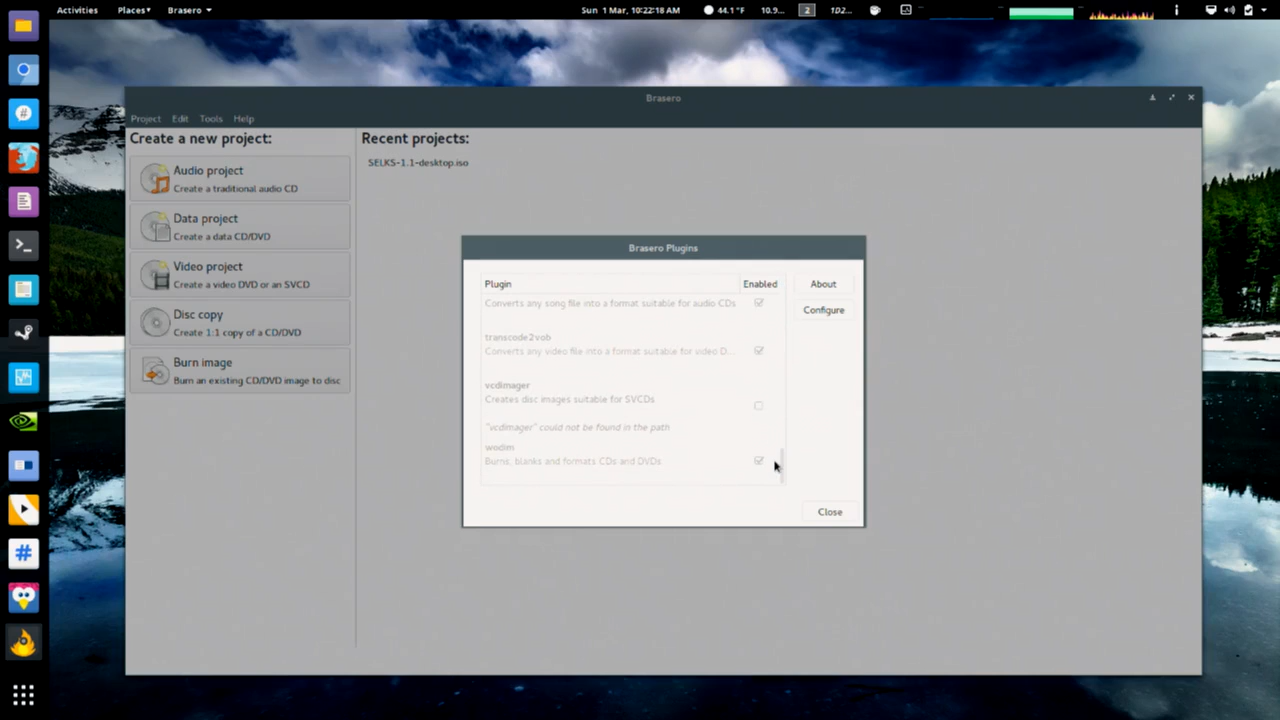 Activities
Places
Brasero
Sun 1 Mar, 10:22:18 AM
44.1 °F
10.9...
2
102...
Brasero
Project Edit Tools Help
Create a new project:
Audio project
Create a traditional audio CD
Data project
Create a data CD/DVD
Video project
Create a video DVD or an SVCD
Disc copy
Create 1:1 copy of a CD/DVD
Burn image
Burn an existing CD/DVD image to disc
Recent projects:
SELKS-1.1-desktop.iso
Brasero Plugins
Plugin Enabled
Converts any song file into a format suitable for audio CDs
transcode2vob
Converts any video file into a format suitable for video D...
vcdimager
Creates disc images suitable for SVCDs
"vcdimager" could not be found in the path
wodim
Burns, blanks and formats CDs and DVDs
About
Configure
Close